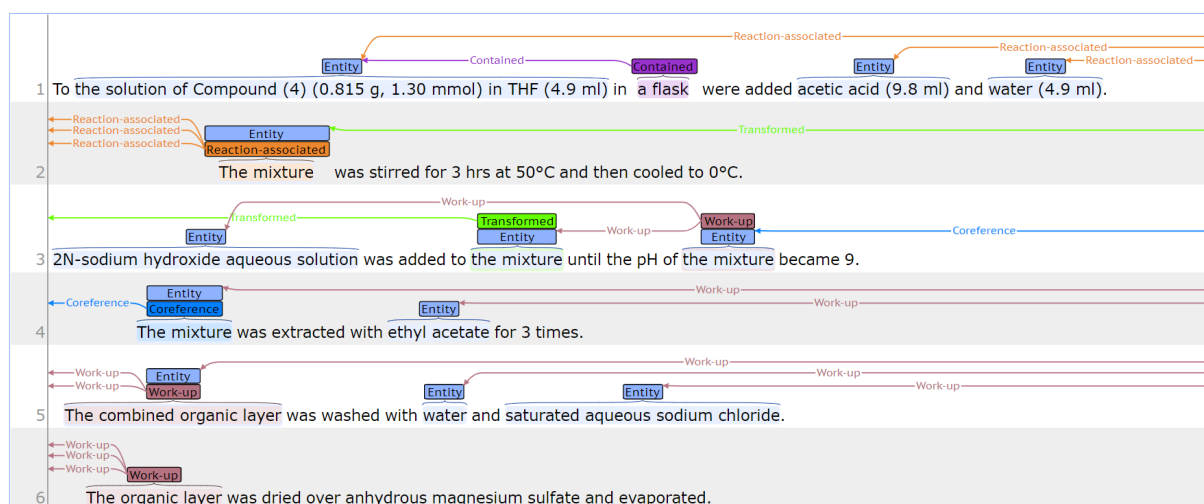 Reaction-associated
Reaction-associated
Entity Contained Contained Entity Entity Reaction-associated
1 To the solution of Compound (4) (0.815 g, 1.30 mmol) in THF (4.9 ml) in a flask were added acetic acid (9.8 ml) and water (4.9 ml).
Reaction-associated
Reaction-associated Entity Transformed
Reaction-associated Reaction-associated
2 The mixture was stirred for 3 hrs at 50ºC and then cooled to 0ºC.
Work-up
Transformed Transformed Work-up
Entity Entity Work-up Entity Coreference
3 2N-sodium hydroxide aqueous solution was added to the mixture until the pH of the mixture became 9.
Entity Work-up
Coreference Coreference Entity Work-up
4 The mixture was extracted with ethyl acetate for 3 times.
Work-up
Work-up Entity Work-up
Work-up Work-up Entity Entity Work-up
5 The combined organic layer was washed with water and saturated aqueous sodium chloride.
Work-up
Work-up
Work-up Work-up
6 The organic layer was dried over anhydrous magnesium sulfate and evaporated.